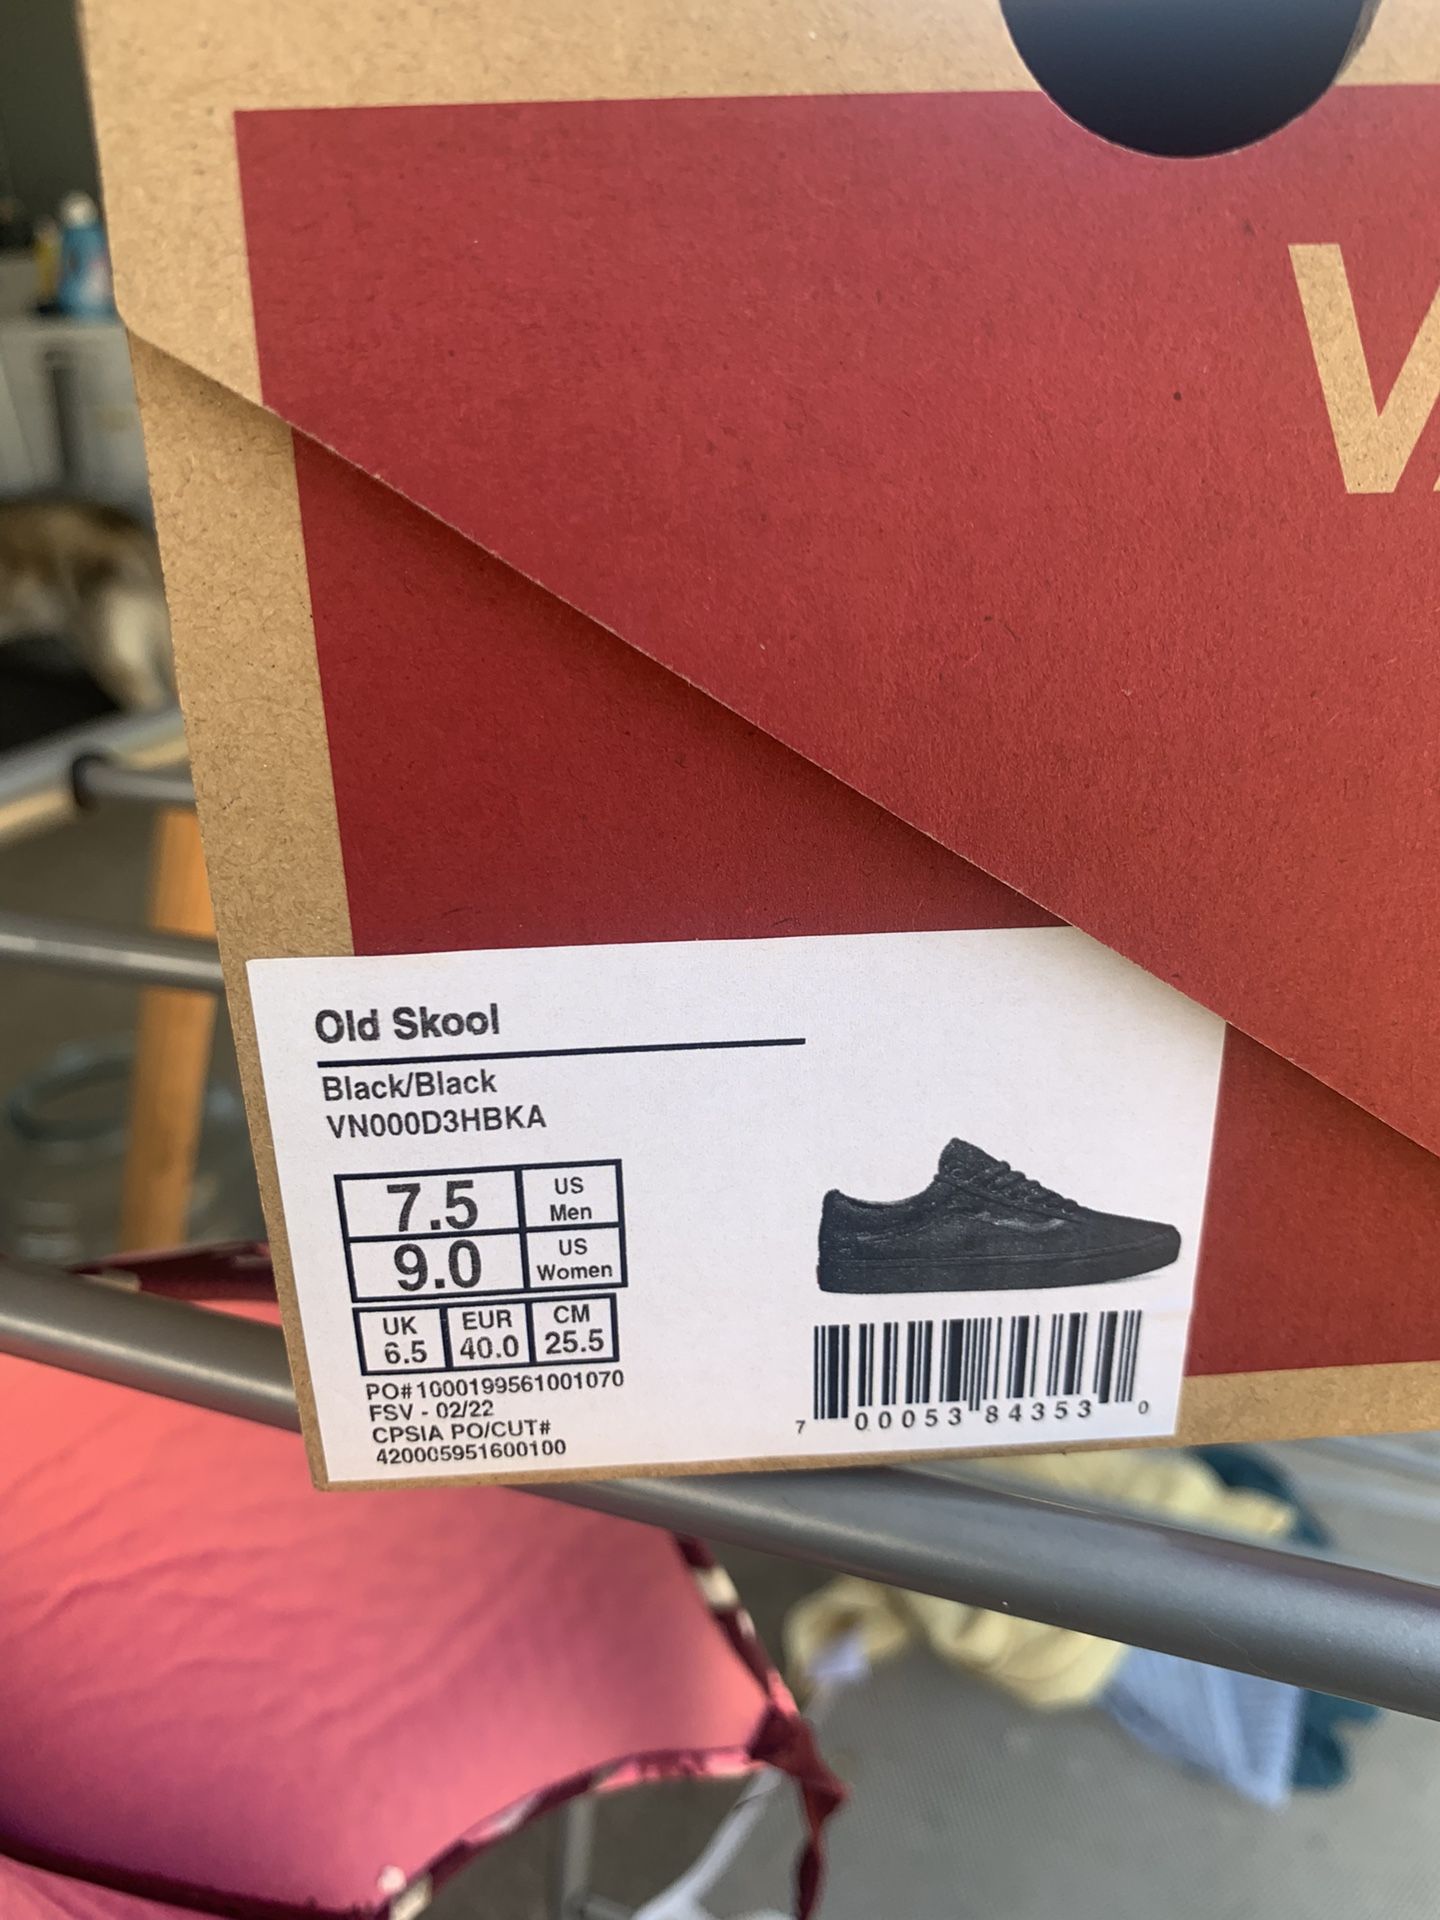 VA
Old Skool
Black/Black
VN000D3HBKA
7.5 US Men
9.0 US Women
UK EUR CM
6.5 40.0 25.5
PO#1000199561001070
FSV - 02/22
CPSIA PO/CUT#
420005951600100
7 00053 84353 0